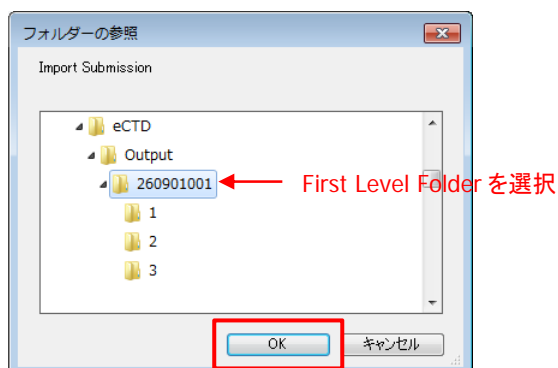 フォルダーの参照
Import Submission
eCTD
Output
260901001
First Level Folder を選択
1
2
3
OK
キャンセル